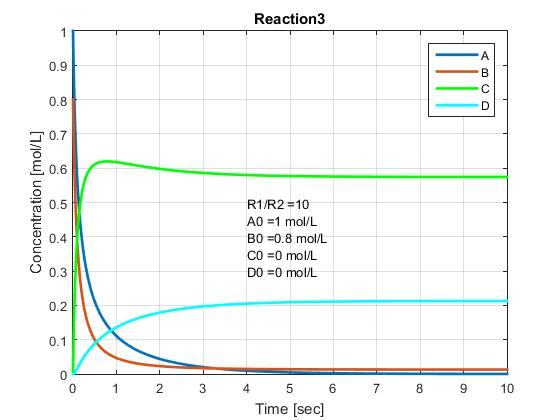 Reaction3
1
0.9
0.8
0.7
0.6
0.5
0.4
0.3
0.2
0.1
0
Concentration [mol/L]
A
B
C
D
R1/R2 =10
A0 =1 mol/L
B0 =0.8 mol/L
C0 =0 mol/L
D0 =0 mol/L
0 1 2 3 4 5 6 7 8 9 10
Time [sec]